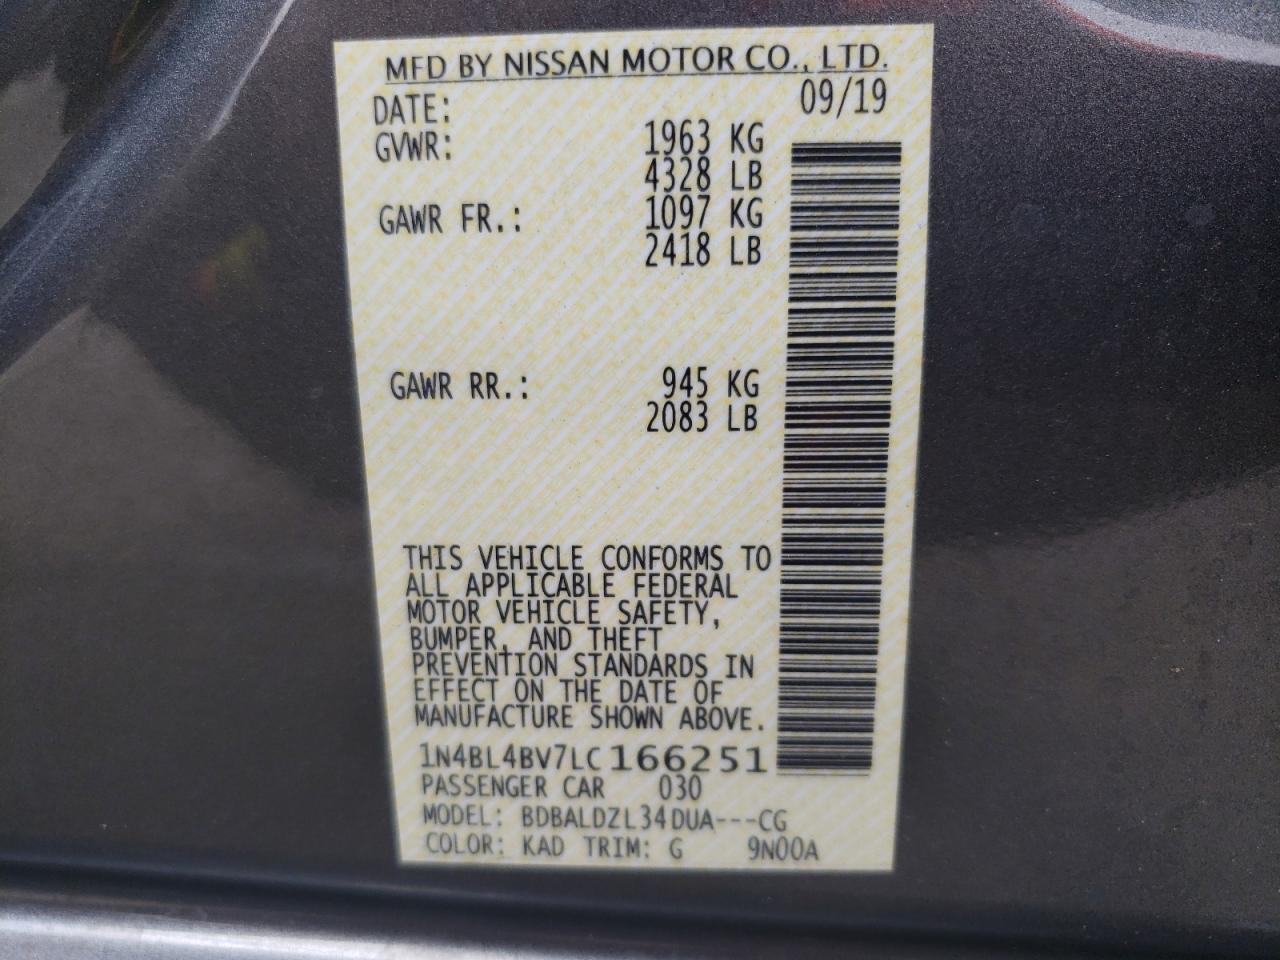 MFD BY NISSAN MOTOR CO., LTD.
DATE: 09/19
GVWR: 1963 KG
4328 LB
GAWR FR.: 1097 KG
2418 LB
GAWR RR.: 945 KG
2083 LB
THIS VEHICLE CONFORMS TO
ALL APPLICABLE FEDERAL
MOTOR VEHICLE SAFETY,
BUMPER, AND THEFT
PREVENTION STANDARDS IN
EFFECT ON THE DATE OF
MANUFACTURE SHOWN ABOVE.
1N4BL4BV7LC166251
PASSENGER CAR 030
MODEL: BDBALDZL34DUA---CG
COLOR: KAD TRIM: G 9N00A